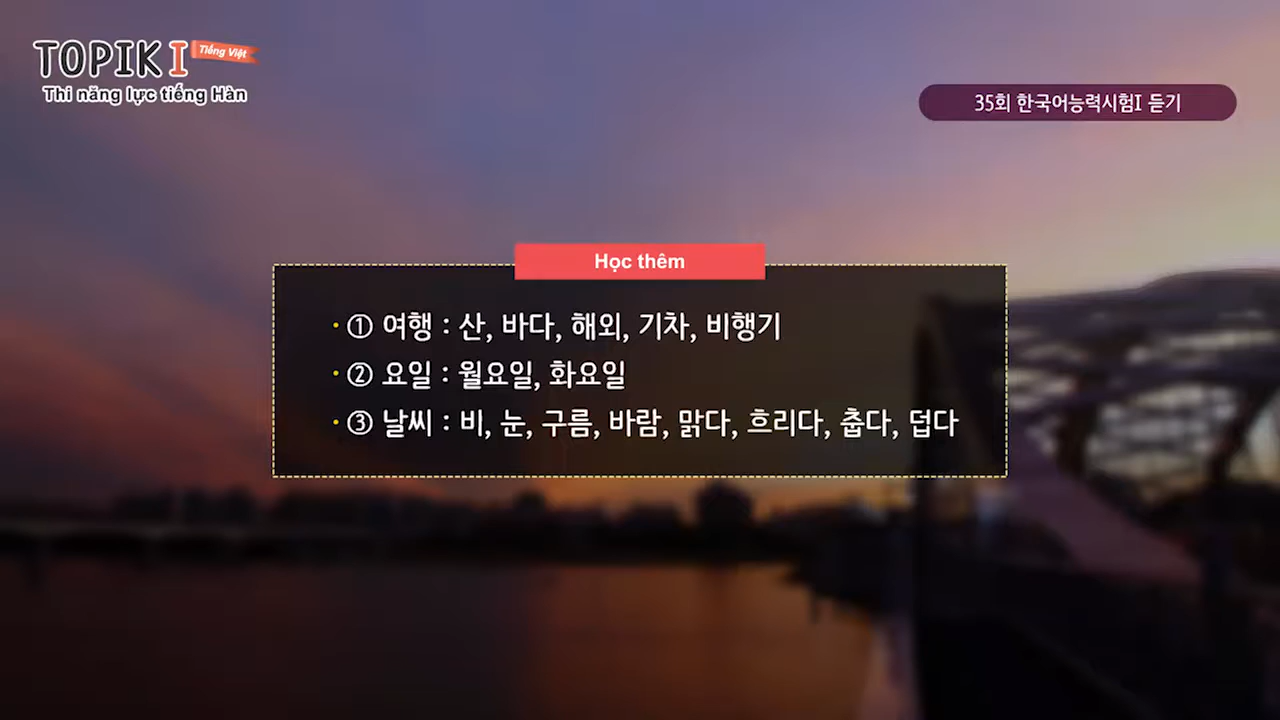 TOPIK I Tiếng Việt
Thi năng lực tiếng Hàn
35회 한국어능력시험I 듣기
Học thêm
• ① 여행 : 산, 바다, 해외, 기차, 비행기
• ② 요일 : 월요일, 화요일
• ③ 날씨 : 비, 눈, 구름, 바람, 맑다, 흐리다, 춥다, 덥다